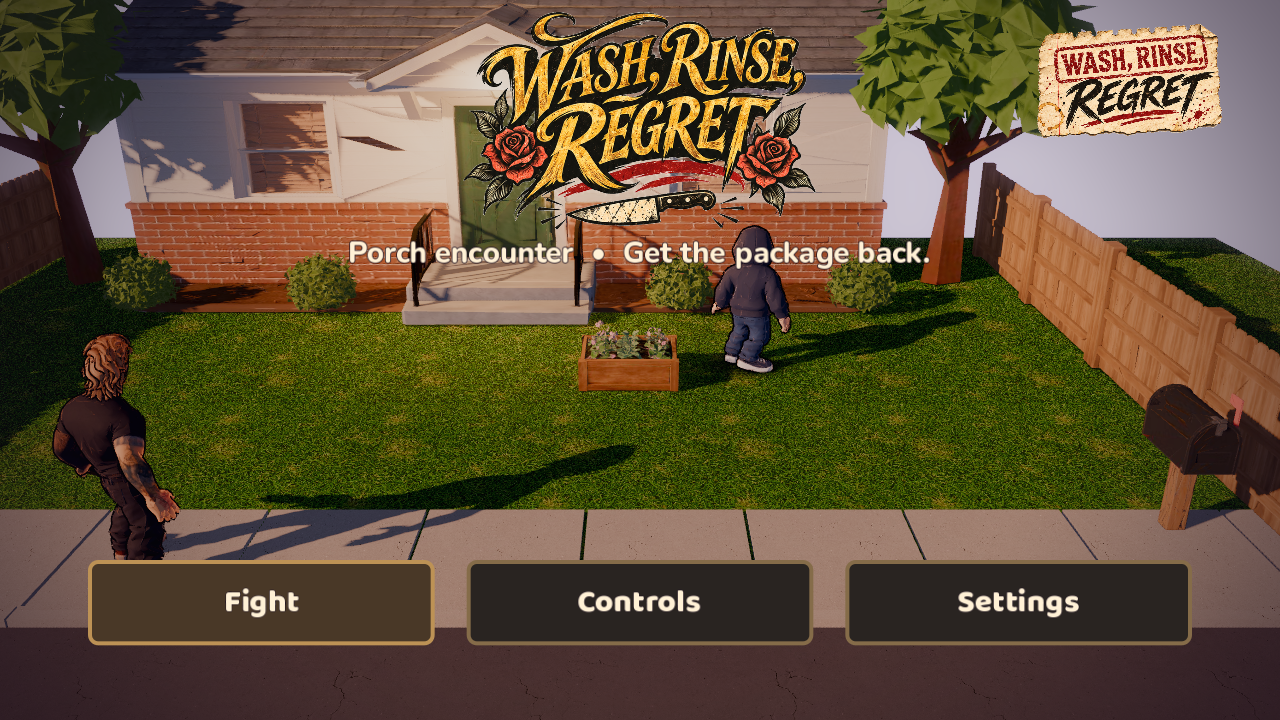 WASH, RINSE,
REGRET
WASH, RINSE,
REGRET
Porch encounter • Get the package back.
Fight
Controls
Settings